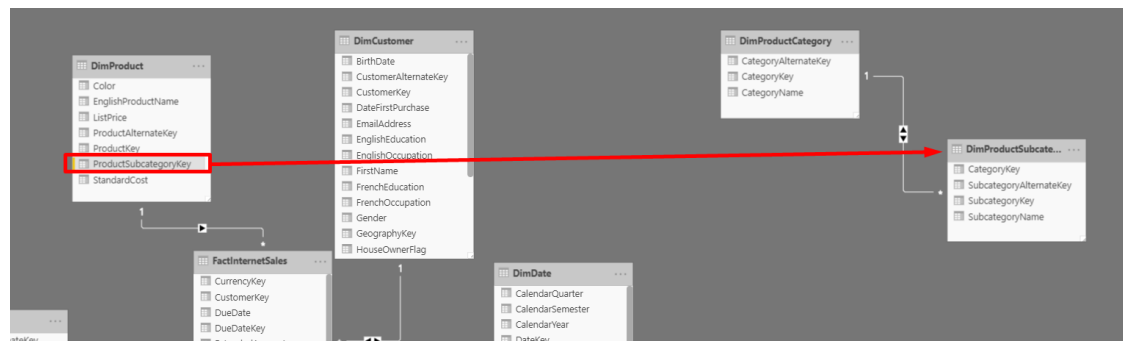 DimProduct
Color
EnglishProductName
ListPrice
ProductAlternateKey
ProductKey
ProductSubcategoryKey
StandardCost
1
*
DimCustomer
BirthDate
CustomerAlternateKey
CustomerKey
DateFirstPurchase
EmailAddress
EnglishEducation
EnglishOccupation
FirstName
FrenchEducation
FrenchOccupation
Gender
GeographyKey
HouseOwnerFlag
1
DimProductCategory
CategoryAlternateKey
CategoryKey
CategoryName
1
*
DimProductSubcate...
CategoryKey
SubcategoryAlternateKey
SubcategoryKey
SubcategoryName
FactInternetSales
CurrencyKey
CustomerKey
DueDate
DueDateKey
DimDate
CalendarQuarter
CalendarSemester
CalendarYear
DateKey